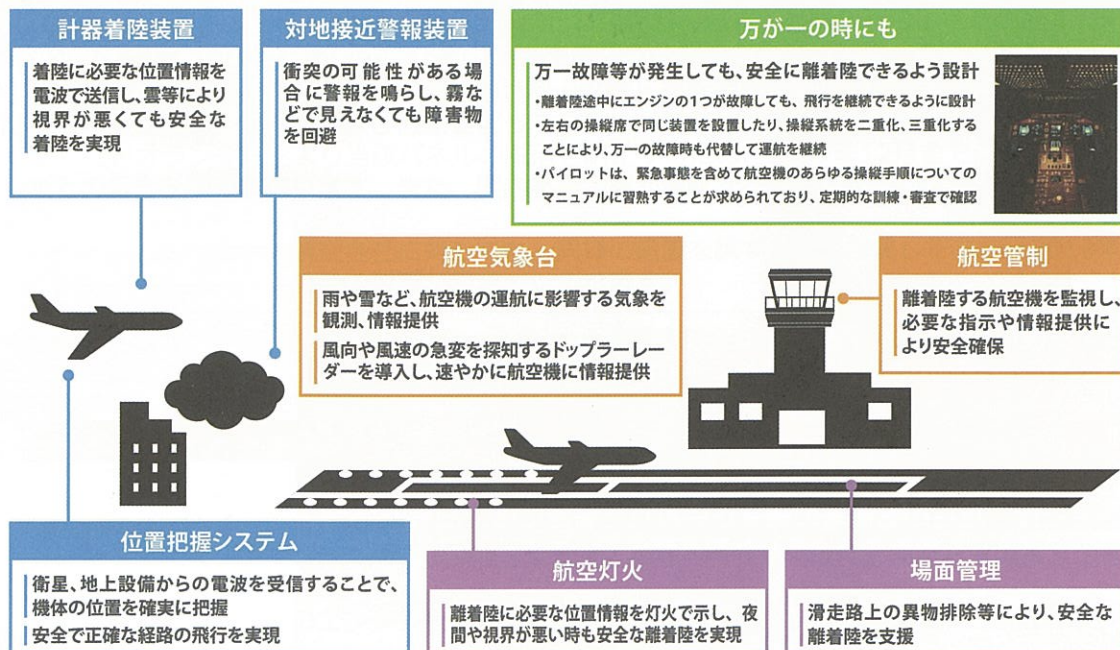 計器着陸装置
着陸に必要な位置情報を
電波で送信し、雲等により
視界が悪くても安全な
着陸を実現
対地接近警報装置
衝突の可能性がある場
合に警報を鳴らし、霧な
どで見えなくても障害物
を回避
万が一の時にも
万一故障等が発生しても、安全に離着陸できるよう設計
・離着陸途中にエンジンの1つが故障しても、飛行を継続できるように設計
・左右の操縦席で同じ装置を設置したり、操縦系統を二重化、三重化する
ことにより、万一の故障時も代替して運航を継続
・パイロットは、緊急事態を含めて航空機のあらゆる操縦手順についての
マニュアルに習熟することが求められており、定期的な訓練・審査で確認
航空気象台
雨や雪など、航空機の運航に影響する気象を
観測、情報提供
風向や風速の急変を探知するドップラーレー
ダーを導入し、速やかに航空機に情報提供
航空管制
離着陸する航空機を監視し、
必要な指示や情報提供に
より安全確保
位置把握システム
衛星、地上設備からの電波を受信することで、
機体の位置を確実に把握
安全で正確な経路の飛行を実現
航空灯火
離着陸に必要な位置情報を灯火で示し、夜
間や視界が悪い時も安全な離着陸を実現
場面管理
滑走路上の異物排除等により、安全な
離着陸を支援